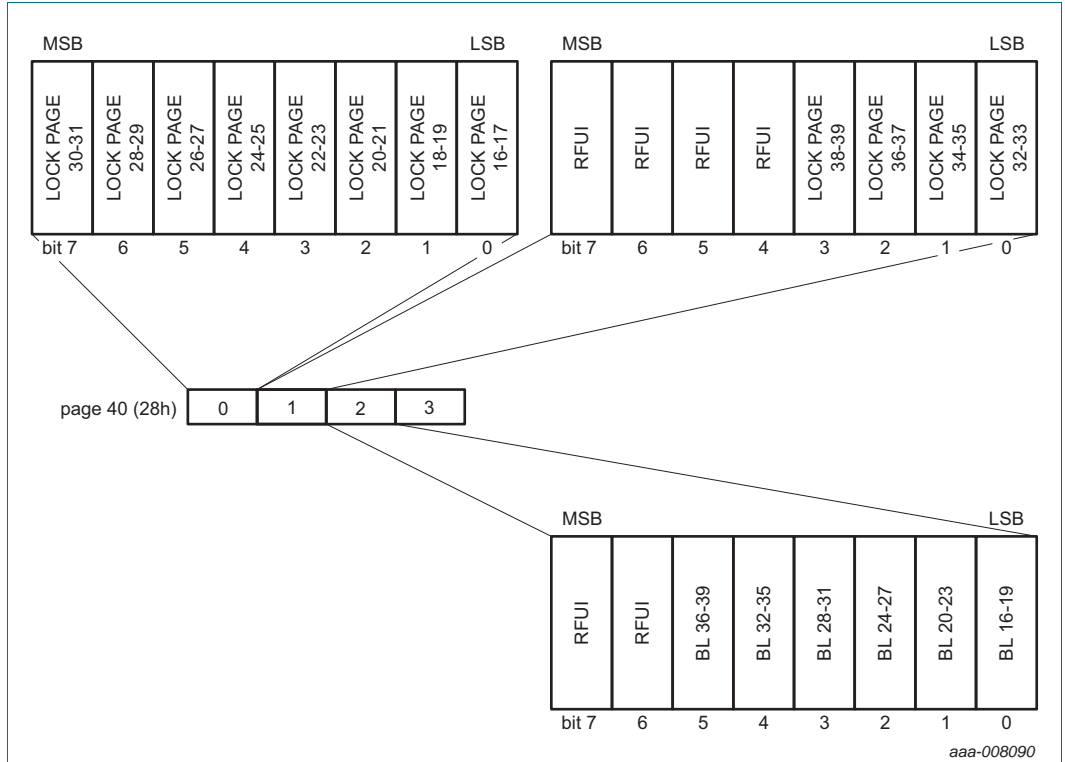 MSB LSB
LOCK PAGE
30-31
LOCK PAGE
28-29
LOCK PAGE
26-27
LOCK PAGE
24-25
LOCK PAGE
22-23
LOCK PAGE
20-21
LOCK PAGE
18-19
LOCK PAGE
16-17
bit 7 6 5 4 3 2 1 0
MSB LSB
RFUI
RFUI
RFUI
RFUI
LOCK PAGE
38-39
LOCK PAGE
36-37
LOCK PAGE
34-35
LOCK PAGE
32-33
bit 7 6 5 4 3 2 1 0
page 40 (28h) 0 1 2 3
MSB LSB
RFUI
RFUI
BL 36-39
BL 32-35
BL 28-31
BL 24-27
BL 20-23
BL 16-19
bit 7 6 5 4 3 2 1 0
aaa-008090